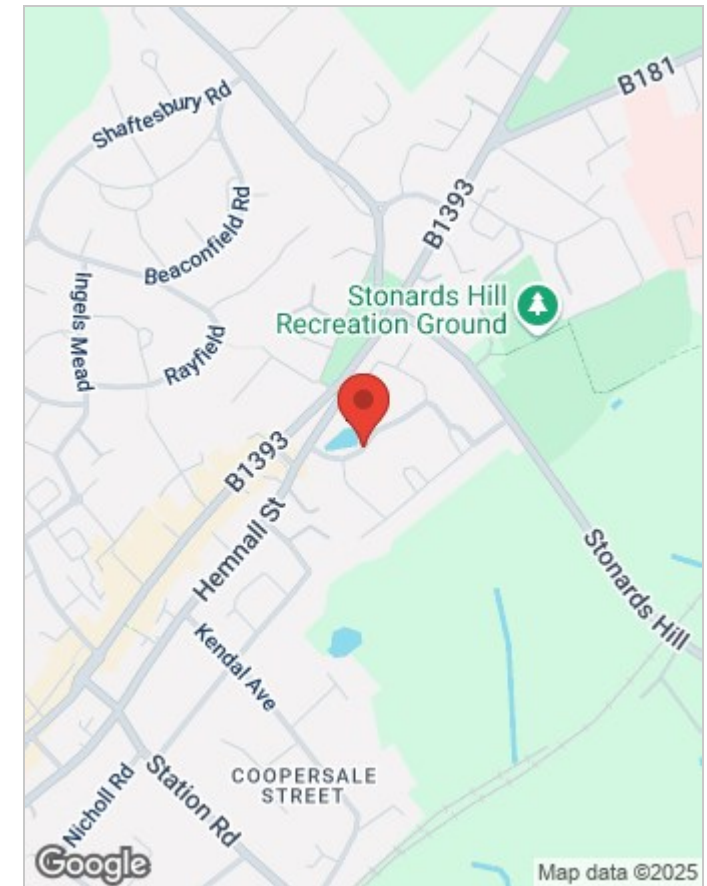 B181
Shaftesbury Rd
B1393
Beaconfield Rd
Ingels Mead
Stonards Hill
Recreation Ground
Rayfield
B1393
Hemnall St
Stonards Hill
Kendal Ave
COOPERSALE
STREET
Nicholl Rd
Station Rd
Google
Map data ©2025